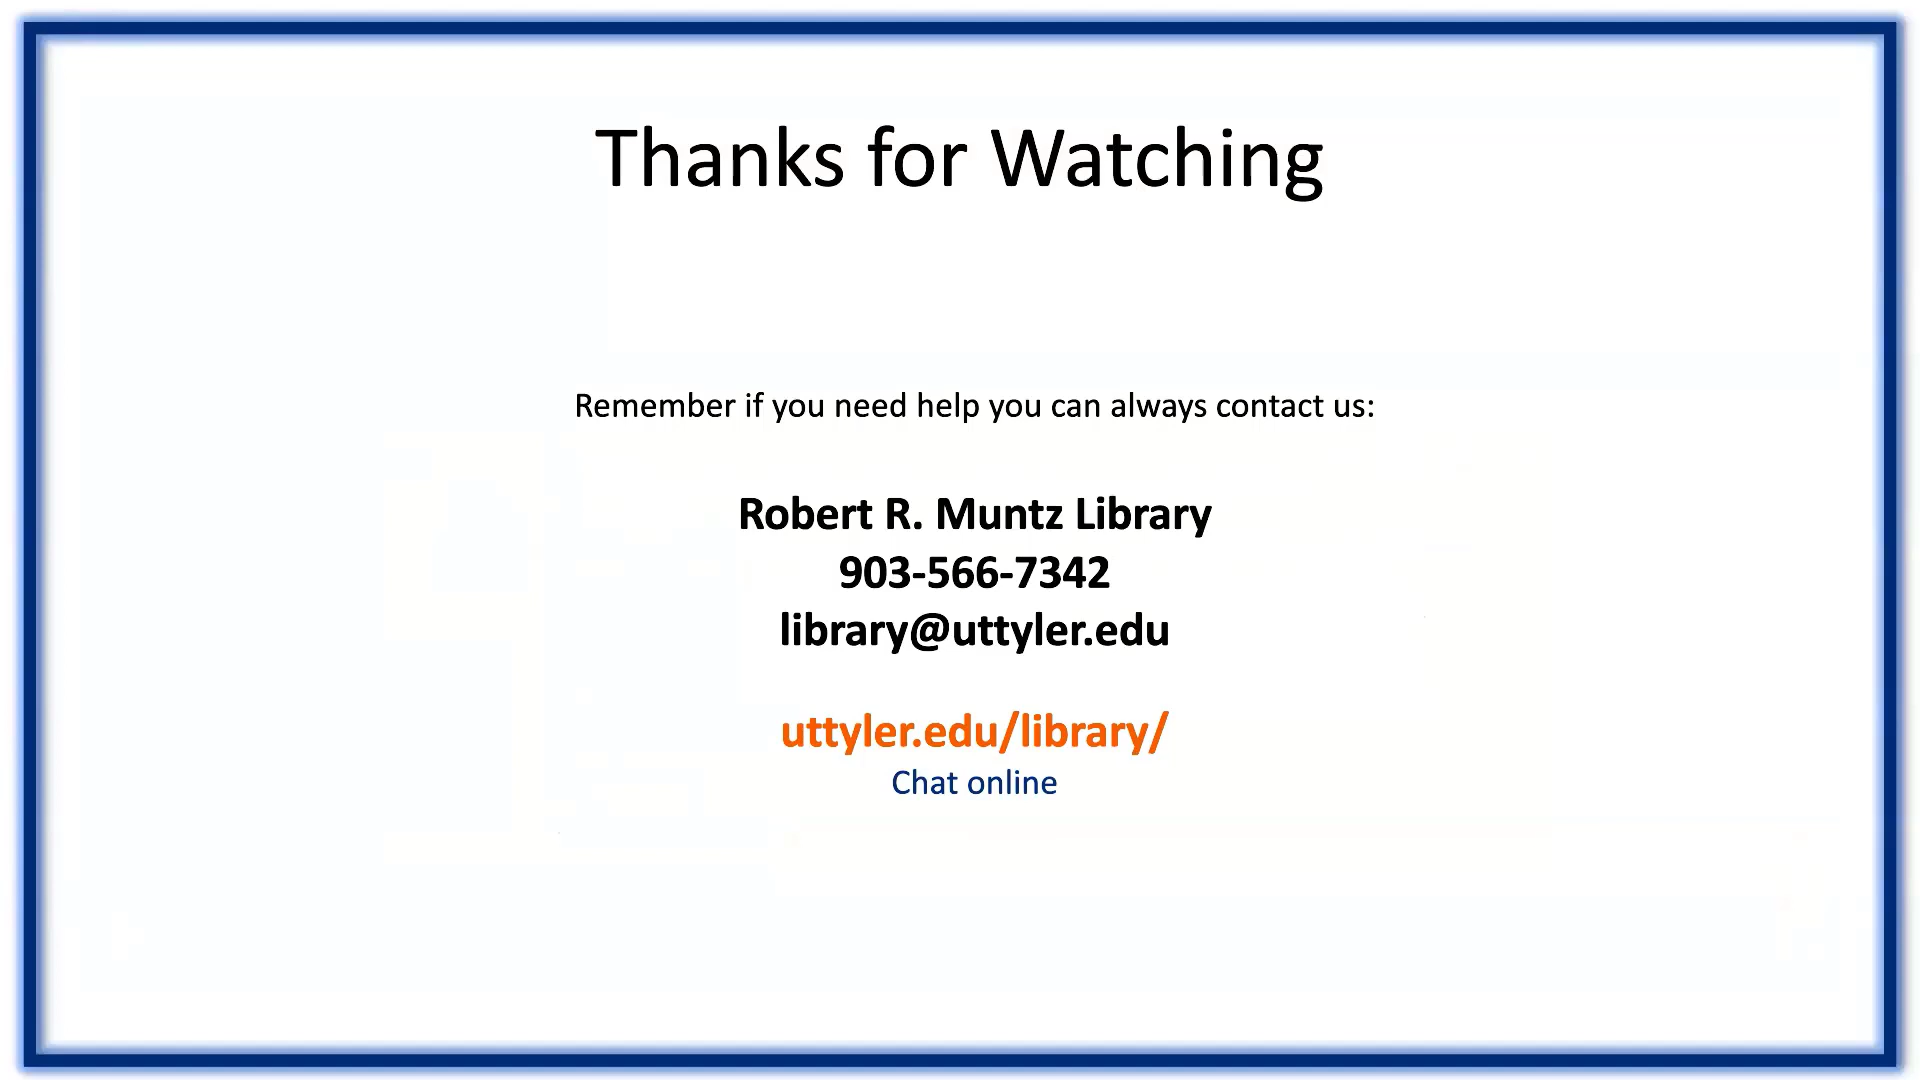 Thanks for Watching
Remember if you need help you can always contact us:
Robert R. Muntz Library
903-566-7342
library@uttyler.edu
uttyler.edu/library/
Chat online